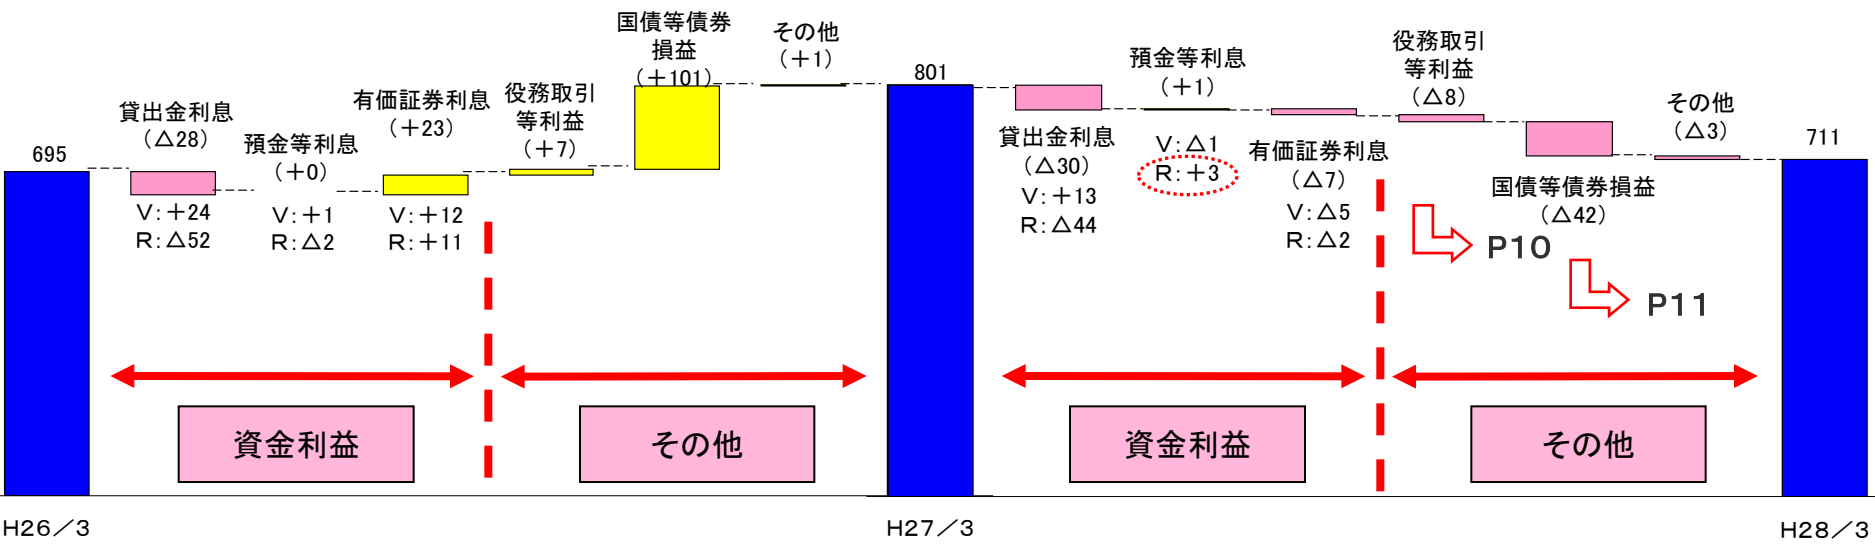 695
貸出金利息
(△28)
V:+24
R:△52
預金等利息
(+0)
V:+1
R:△2
有価証券利息
(+23)
V:+12
R:+11
役務取引
等利益
(+7)
国債等債券
損益
(+101)
その他
(+1)
801
貸出金利息
(△30)
V:+13
R:△44
預金等利息
(+1)
V:△1
R:+3
有価証券利息
(△7)
V:△5
R:△2
役務取引
等利益
(△8)
国債等債券損益
(△42)
その他
(△3)
711
P10
P11
資金利益
その他
資金利益
その他
H26/3
H27/3
H28/3